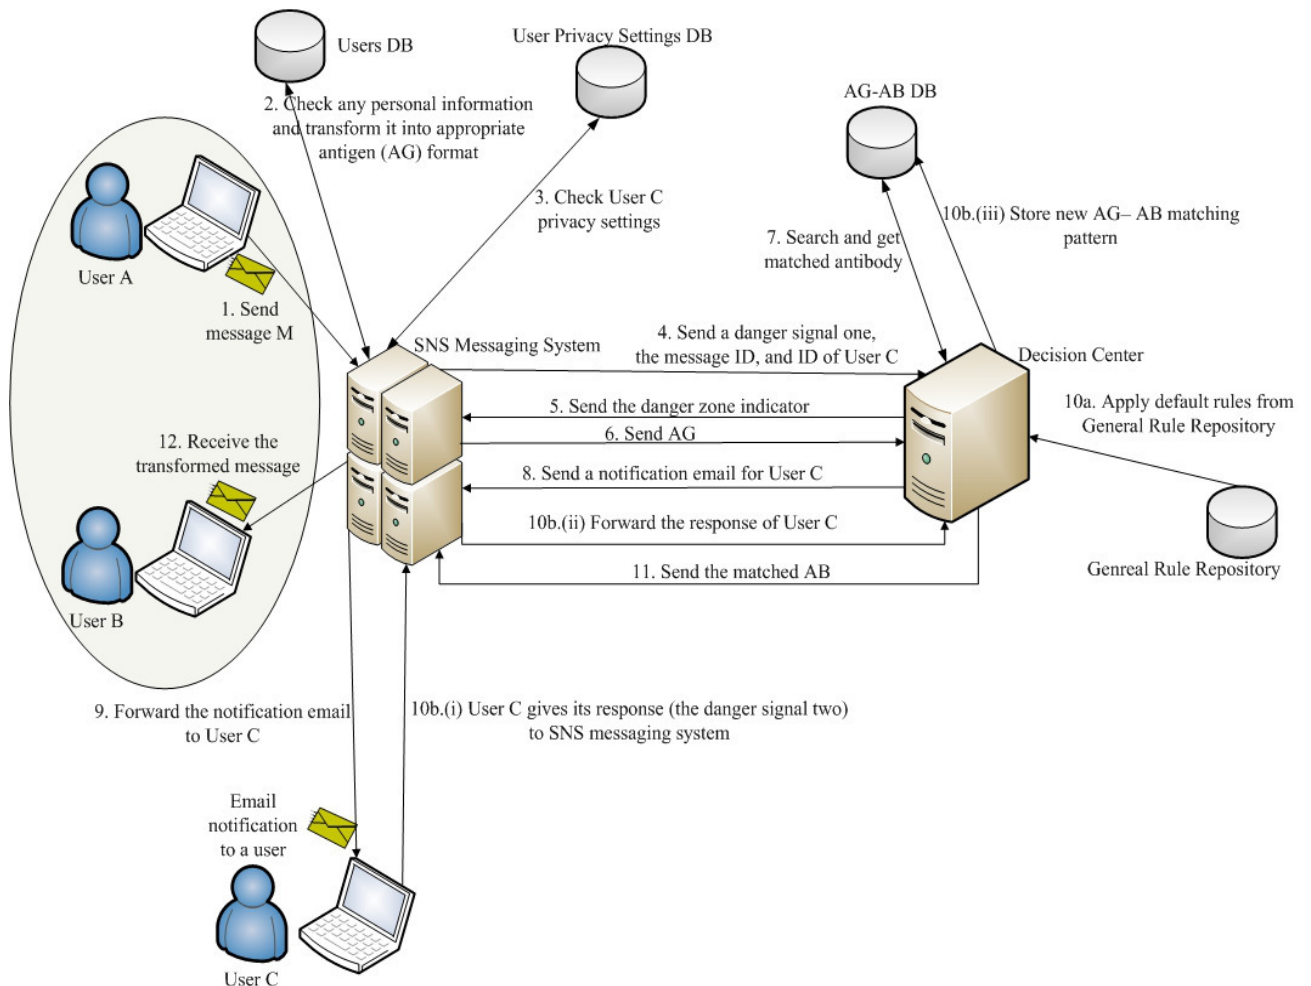 Users DB
User Privacy Settings DB
AG-AB DB
2. Check any personal information
and transform it into appropriate
antigen (AG) format
3. Check User C
privacy settings
10b.(iii) Store new AG– AB matching
pattern
7. Search and get
matched antibody
User A
1. Send
message M
SNS Messaging System
4. Send a danger signal one,
the message ID, and ID of User C
Decision Center
5. Send the danger zone indicator
6. Send AG
10a. Apply default rules from
General Rule Repository
12. Receive the
transformed message
8. Send a notification email for User C
10b.(ii) Forward the response of User C
11. Send the matched AB
Genreal Rule Repository
User B
9. Forward the notification email
to User C
10b.(i) User C gives its response (the danger signal two)
to SNS messaging system
Email
notification
to a user
User C